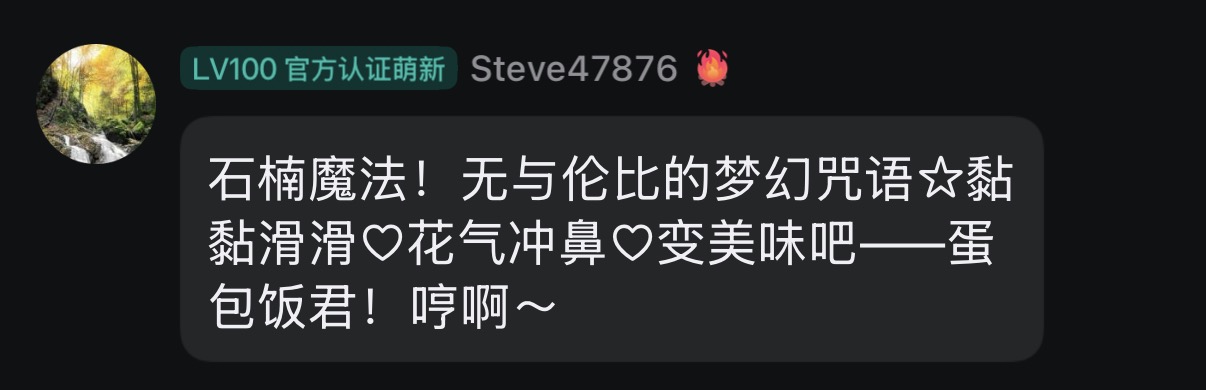 LV100 官方认证萌新 Steve47876
石楠魔法！无与伦比的梦幻咒语☆黏
黏滑滑♡花气冲鼻♡变美味吧——蛋
包饭君！哼啊～